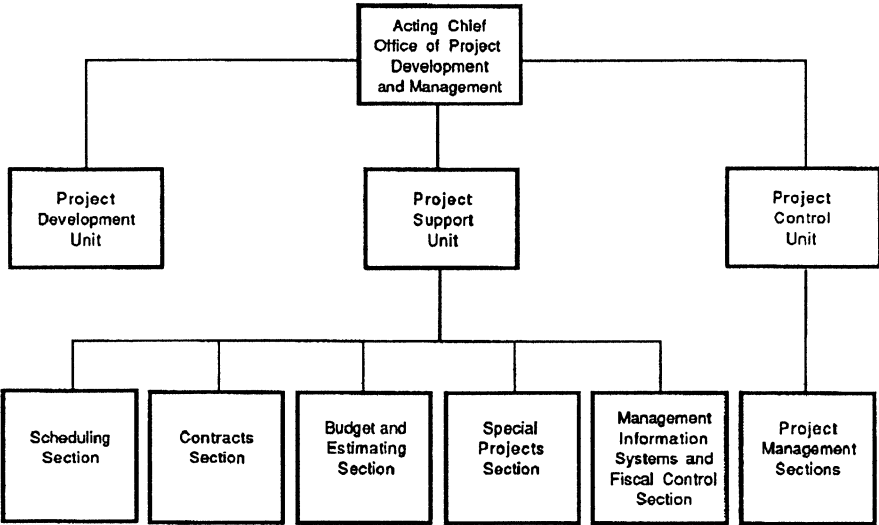 Acting Chief
Office of Project
Development
and Management
Project
Development
Unit
Project
Support
Unit
Project
Control
Unit
Scheduling
Section
Contracts
Section
Budget and
Estimating
Section
Special
Projects
Section
Management
Information
Systems and
Fiscal Control
Section
Project
Management
Sections